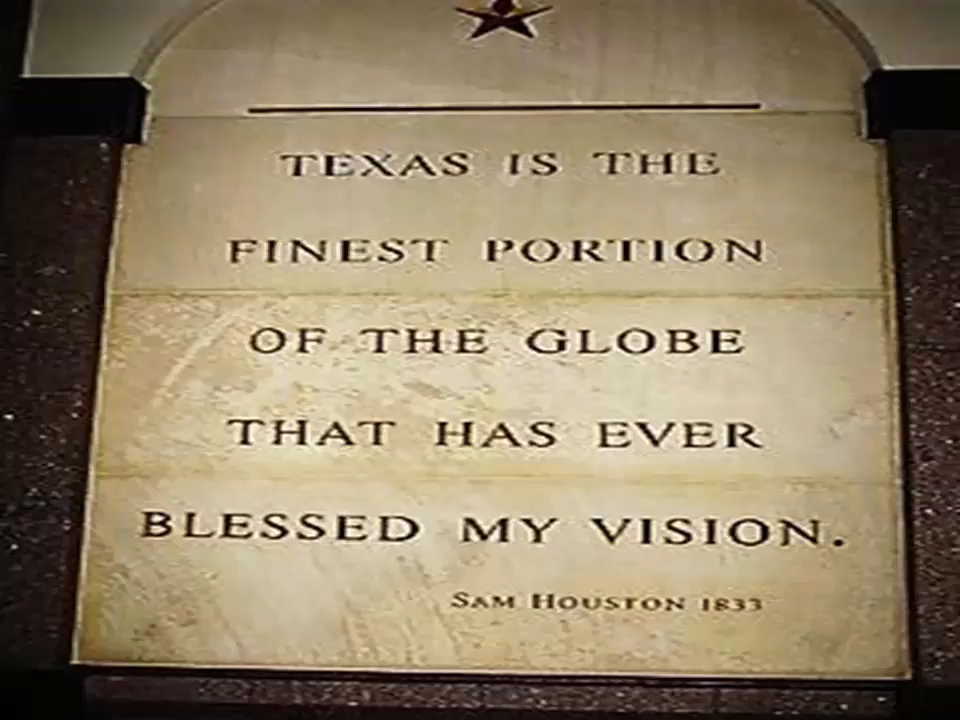 TEXAS IS THE
FINEST PORTION
OF THE GLOBE
THAT HAS EVER
BLESSED MY VISION.
SAM HOUSTON 1833